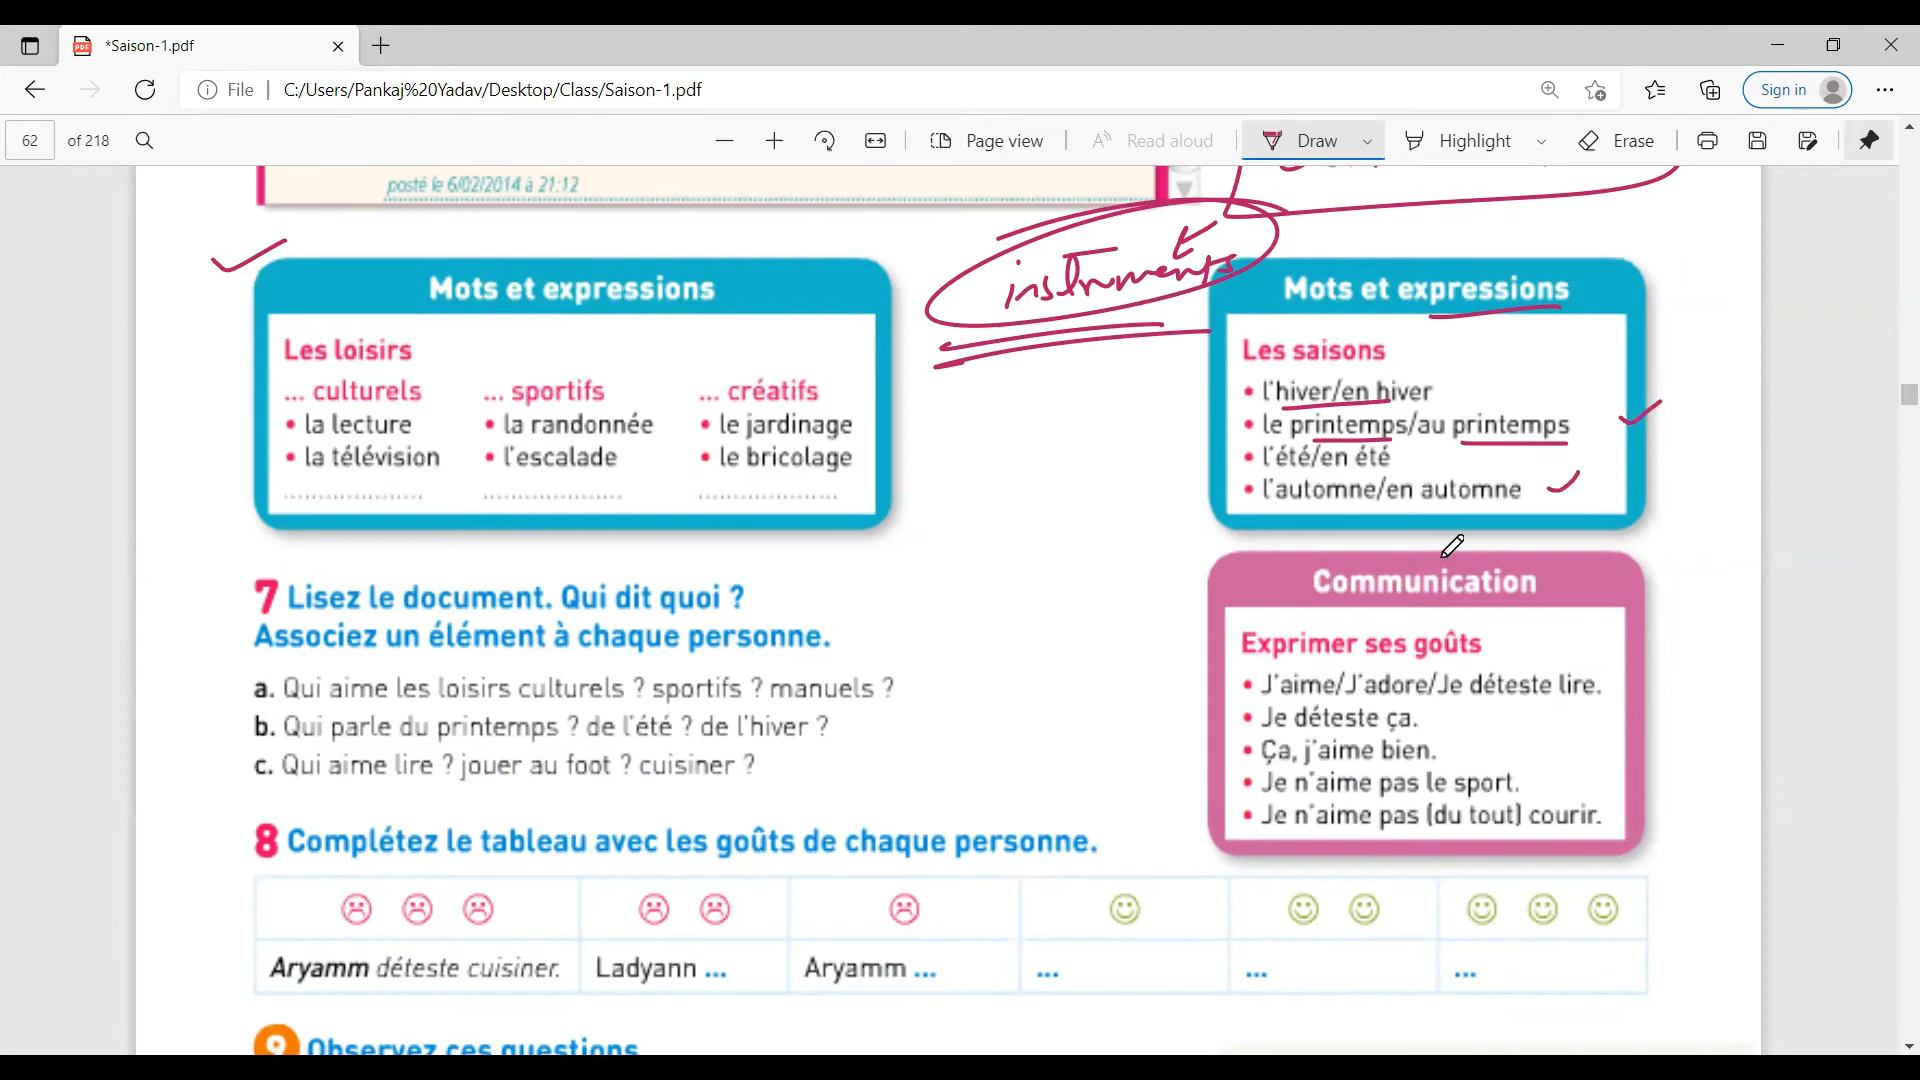 *Saison-1.pdf
File | C:/Users/Pankaj%20Yadav/Desktop/Class/Saison-1.pdf
Sign in
62 of 218
Page view
Read aloud
Draw
Highlight
Erase
posté le 6/02/2014 à 21:12
instruments
Mots et expressions
Les loisirs
... culturels ... sportifs ... créatifs
• la lecture • la randonnée • le jardinage
• la télévision • l'escalade • le bricolage
Mots et expressions
Les saisons
• l'hiver/en hiver
• le printemps/au printemps
• l'été/en été
• l'automne/en automne
Communication
Exprimer ses goûts
• J'aime/J'adore/Je déteste lire.
• Je déteste ça.
• Ça, j'aime bien.
• Je n'aime pas le sport.
• Je n'aime pas (du tout) courir.
7 Lisez le document. Qui dit quoi ?
Associez un élément à chaque personne.
a. Qui aime les loisirs culturels ? sportifs ? manuels ?
b. Qui parle du printemps ? de l'été ? de l'hiver ?
c. Qui aime lire ? jouer au foot ? cuisiner ?
8 Complétez le tableau avec les goûts de chaque personne.
Aryamm déteste cuisiner. Ladyann ... Aryamm ... ... ... ...
9 Observez ces questions